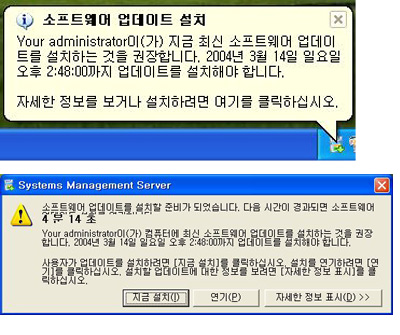 소프트웨어 업데이트 설치
Your administrator이(가) 지금 최신 소프트웨어 업데이
트를 설치하는 것을 권장합니다. 2004년 3월 14일 일요일
오후 2:48:00까지 업데이트를 설치해야 합니다.
자세한 정보를 보거나 설치하려면 여기를 클릭하십시오.
Systems Management Server
소프트웨어 업데이트를 설치할 준비가 되었습니다. 다음 시간이 경과되면 소프트웨어
4 분 14 초
Your administrator이(가) 컴퓨터에 최신 소프트웨어 업데이트를 설치하는 것을 권장
합니다. 2004년 3월 14일 일요일 오후 2:48:00까지 업데이트를 설치해야 합니다.
사용자가 업데이트를 설치하려면 [지금 설치]를 클릭하십시오. 설치를 연기하려면 [연
기]를 클릭하십시오. 설치할 업데이트에 대한 정보를 보려면 [자세한 정보 표시]를 클
릭하십시오.
지금 설치(I)
연기(P)
자세한 정보 표시(D) >>